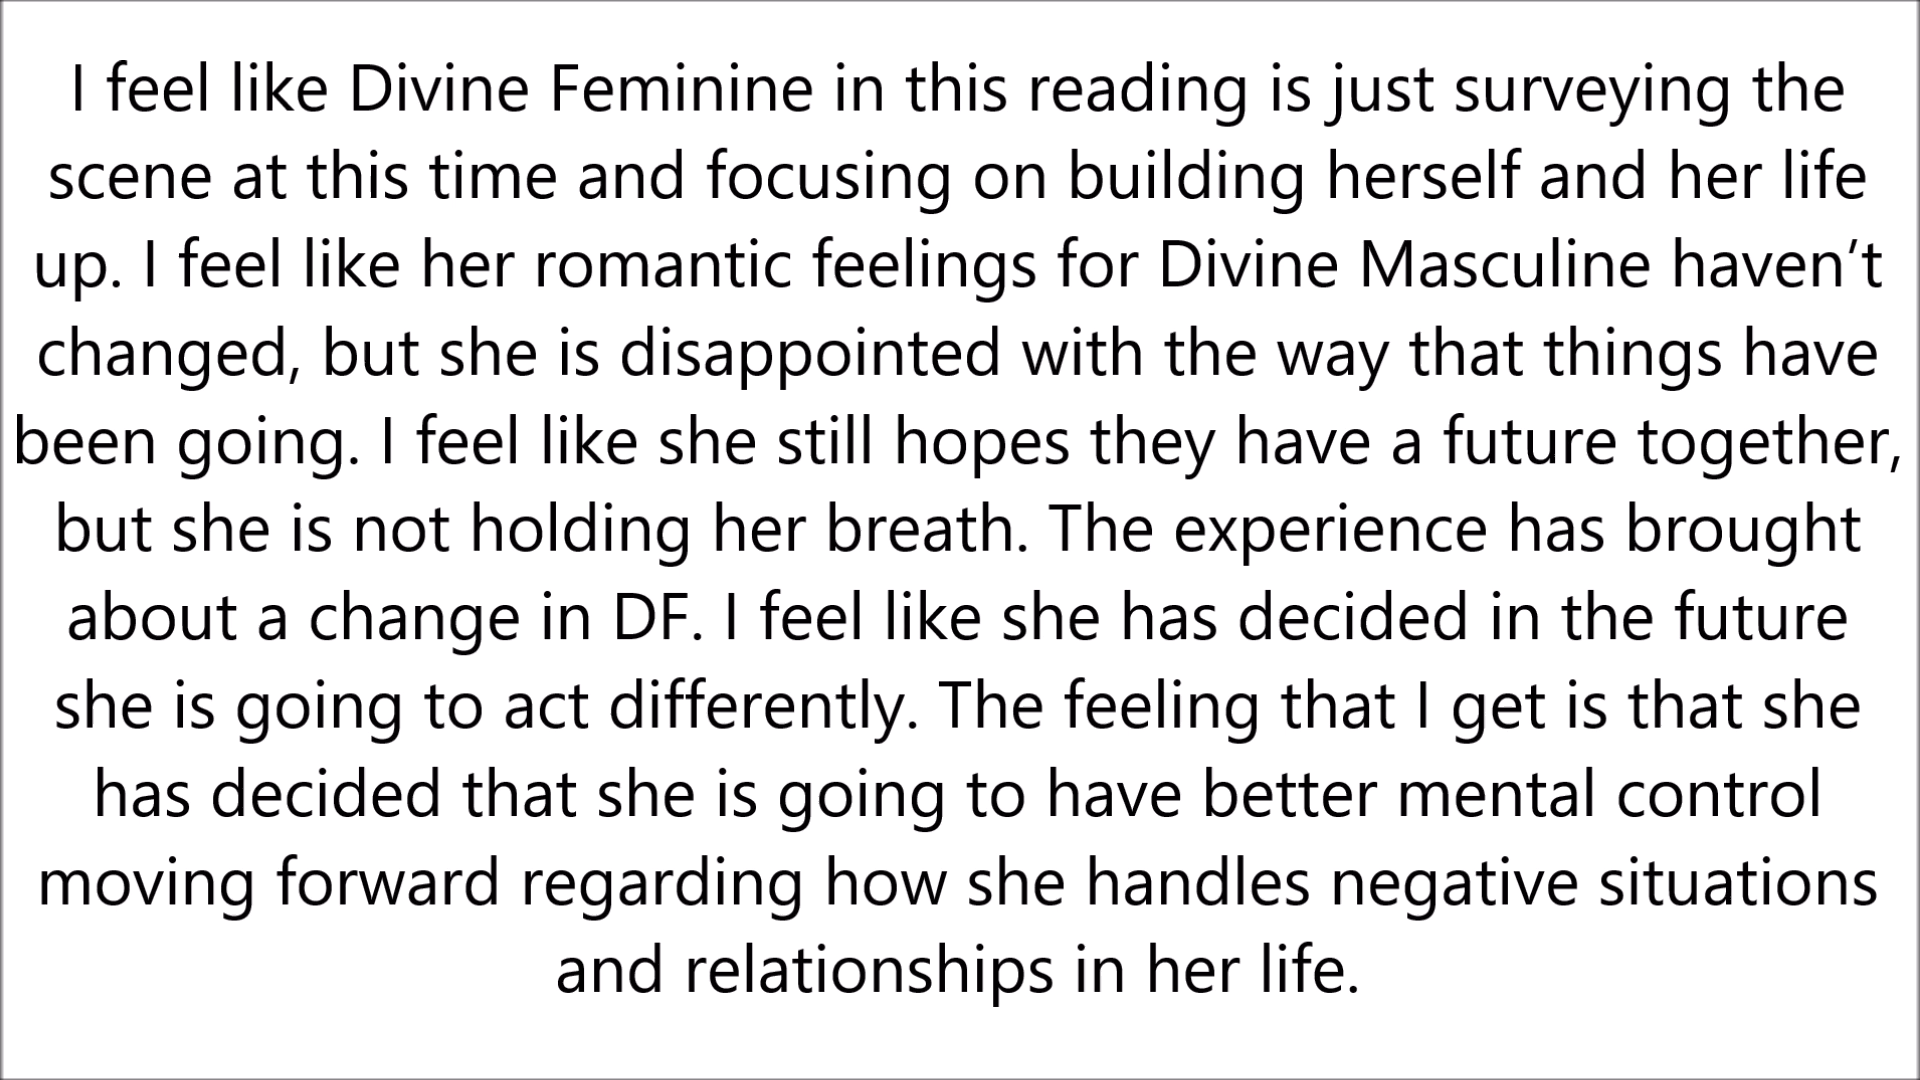 I feel like Divine Feminine in this reading is just surveying the
scene at this time and focusing on building herself and her life
up. I feel like her romantic feelings for Divine Masculine haven’t
changed, but she is disappointed with the way that things have
been going. I feel like she still hopes they have a future together,
but she is not holding her breath. The experience has brought
about a change in DF. I feel like she has decided in the future
she is going to act differently. The feeling that I get is that she
has decided that she is going to have better mental control
moving forward regarding how she handles negative situations
and relationships in her life.